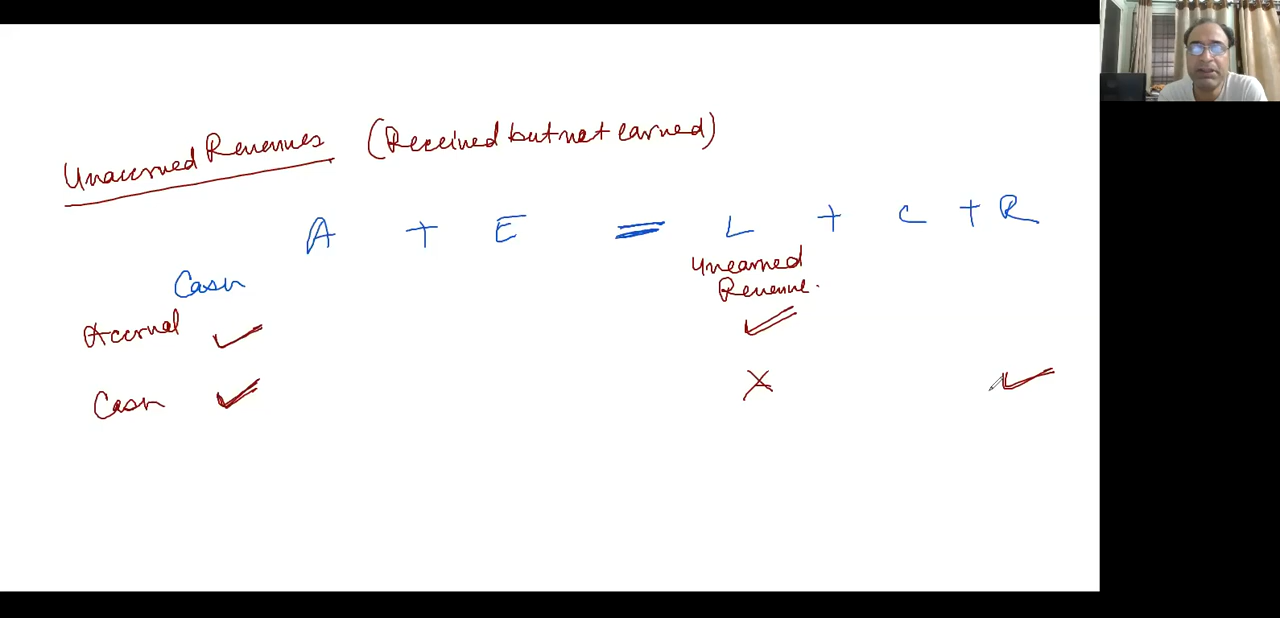 Unaccrued Revenues (Received but not earned)
A + E = L + C + R
Cash
Unearned
Revenue.
Accrual ✓ ✓
Cash ✓ X ✓